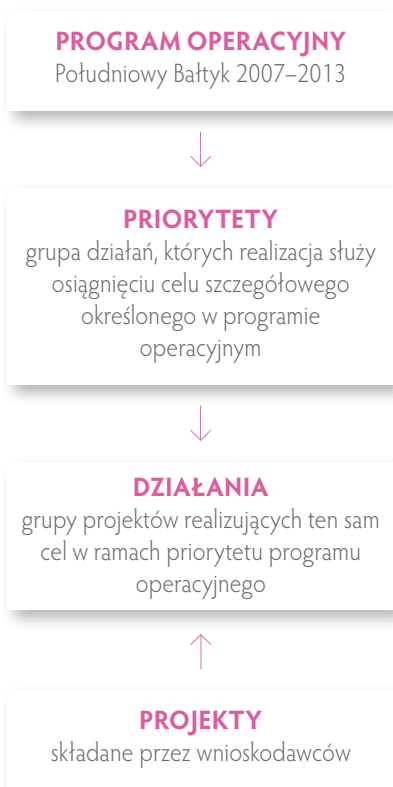 PROGRAM OPERACYJNY
Południowy Bałtyk 2007–2013
PRIORYTETY
grupa działań, których realizacja służy
osiągnięciu celu szczegółowego
określonego w programie
operacyjnym
DZIAŁANIA
grupy projektów realizujących ten sam
cel w ramach priorytetu programu
operacyjnego
PROJEKTY
składane przez wnioskodawców